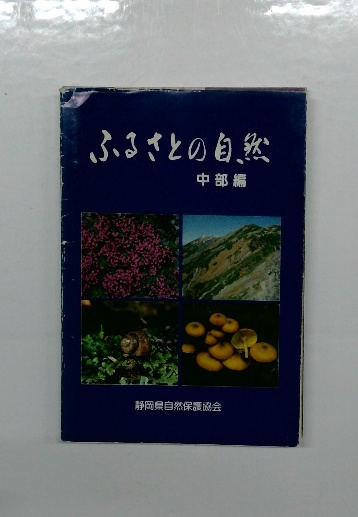 ふるさとの自然
中部編
静岡県自然保護協会